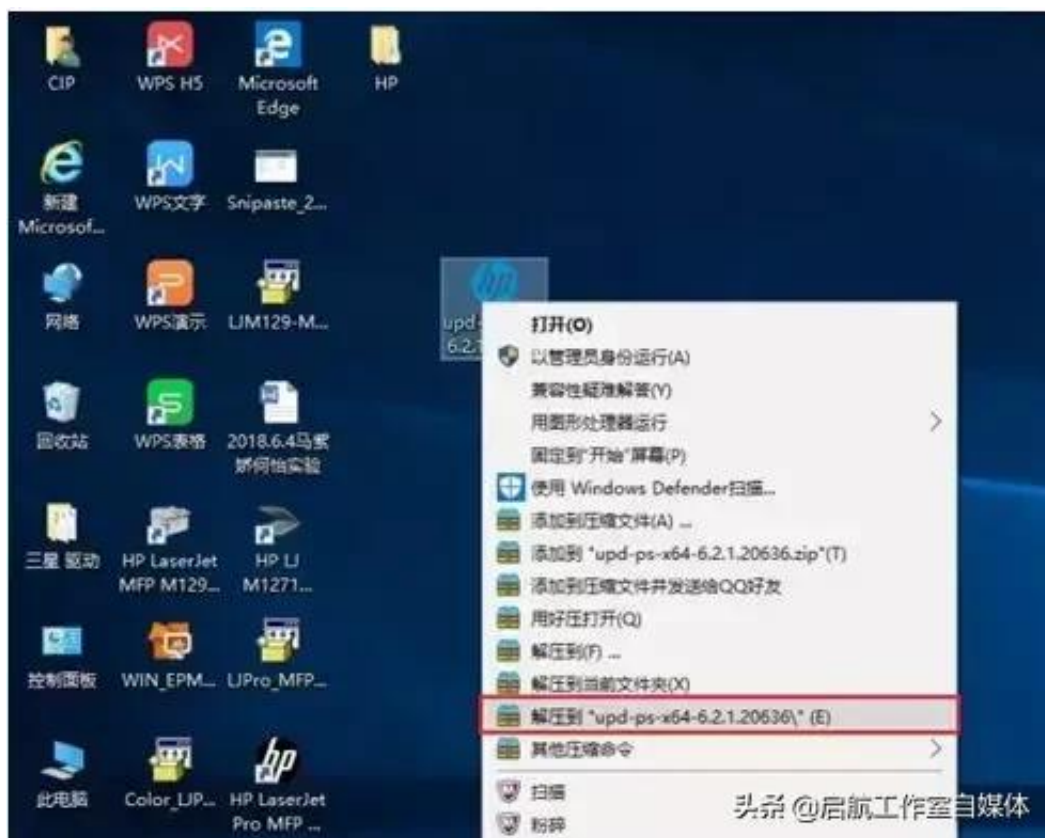 CIP
WPS H5
Microsoft
Edge
HP
新建
Microsof...
WPS文字
Snipaste_2...
网络
WPS演示
LJM129-M...
hp
upd
6.2.1
回收站
WPS表格
2018.6.4马紫
娇何怡实验
三星 驱动
HP LaserJet
MFP M129...
HP LJ
M1271...
控制面板
WIN_EPM...
LJPro_MFP...
此电脑
Color_LJP...
hp
HP LaserJet
Pro MFP ...
打开(O)
以管理员身份运行(A)
兼容性疑难解答(Y)
用图形处理器运行
固定到"开始"屏幕(P)
使用 Windows Defender扫描...
添加到压缩文件(A) ...
添加到 "upd-ps-x64-6.2.1.20636.zip"(T)
添加到压缩文件并发送给QQ好友
用好压打开(Q)
解压到(F) ...
解压到当前文件夹(X)
解压到 "upd-ps-x64-6.2.1.20636\" (E)
其他压缩命令
扫描
粉碎
头条 @启航工作室自媒体